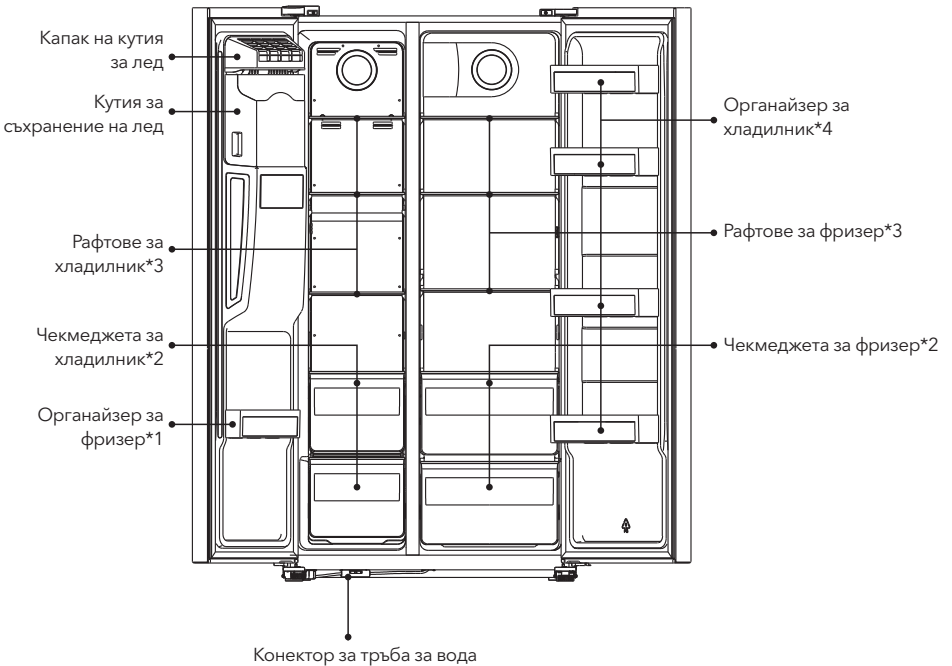 Капак на кутия
за лед
Кутия за
съхранение на лед
Рафтове за
хладилник*3
Чекмеджета за
хладилник*2
Органайзер за
фризер*1
Органайзер за
хладилник*4
Рафтове за фризер*3
Чекмеджета за фризер*2
Конектор за тръба за вода